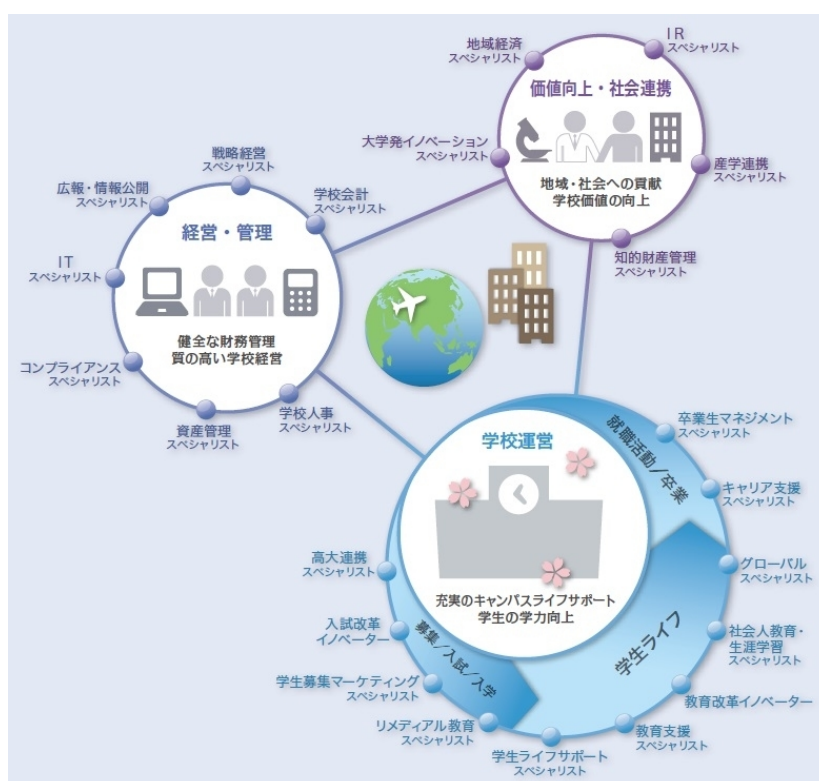 地域経済
スペシャリスト
IR
スペシャリスト
価値向上・社会連携
大学発イノベーション
スペシャリスト
産学連携
スペシャリスト
地域・社会への貢献
学校価値の向上
知的財産管理
スペシャリスト
戦略経営
スペシャリスト
広報・情報公開
スペシャリスト
学校会計
スペシャリスト
経営・管理
IT
スペシャリスト
健全な財務管理
質の高い学校経営
コンプライアンス
スペシャリスト
資産管理
スペシャリスト
学校人事
スペシャリスト
学校運営
就職活動／卒業
卒業生マネジメント
スペシャリスト
キャリア支援
スペシャリスト
高大連携
スペシャリスト
グローバル
スペシャリスト
充実のキャンパスライフサポート
学生の学力向上
入試改革
イノベーター
募集／入試／入学
学生ライフ
社会人教育・
生涯学習
スペシャリスト
学生募集マーケティング
スペシャリスト
教育改革イノベーター
リメディアル教育
スペシャリスト
教育支援
スペシャリスト
学生ライフサポート
スペシャリスト